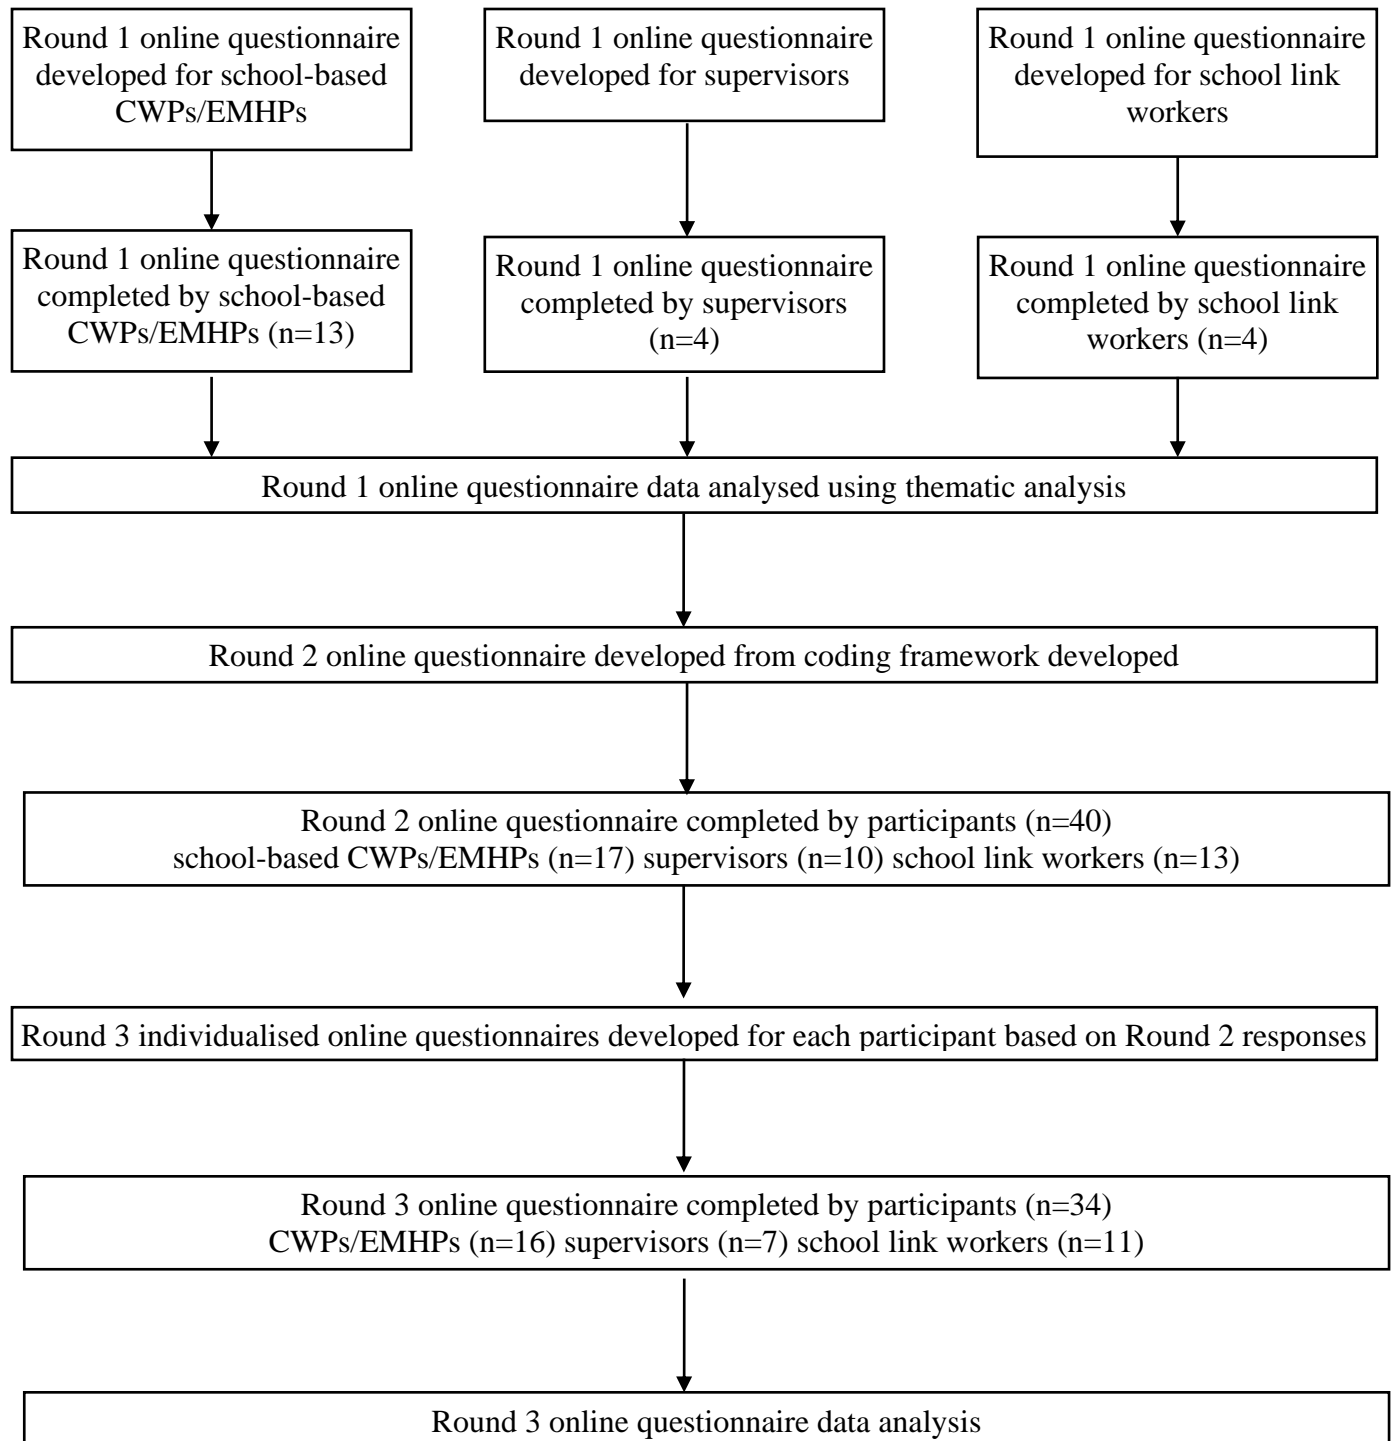 Round 1 online questionnaire
developed for school-based
CWPs/EMHPs
Round 1 online questionnaire
developed for supervisors
Round 1 online questionnaire
developed for school link
workers
Round 1 online questionnaire
completed by school-based
CWPs/EMHPs (n=13)
Round 1 online questionnaire
completed by supervisors
(n=4)
Round 1 online questionnaire
completed by school link
workers (n=4)
Round 1 online questionnaire data analysed using thematic analysis
Round 2 online questionnaire developed from coding framework developed
Round 2 online questionnaire completed by participants (n=40)
school-based CWPs/EMHPs (n=17) supervisors (n=10) school link workers (n=13)
Round 3 individualised online questionnaires developed for each participant based on Round 2 responses
Round 3 online questionnaire completed by participants (n=34)
CWPs/EMHPs (n=16) supervisors (n=7) school link workers (n=11)
Round 3 online questionnaire data analysis